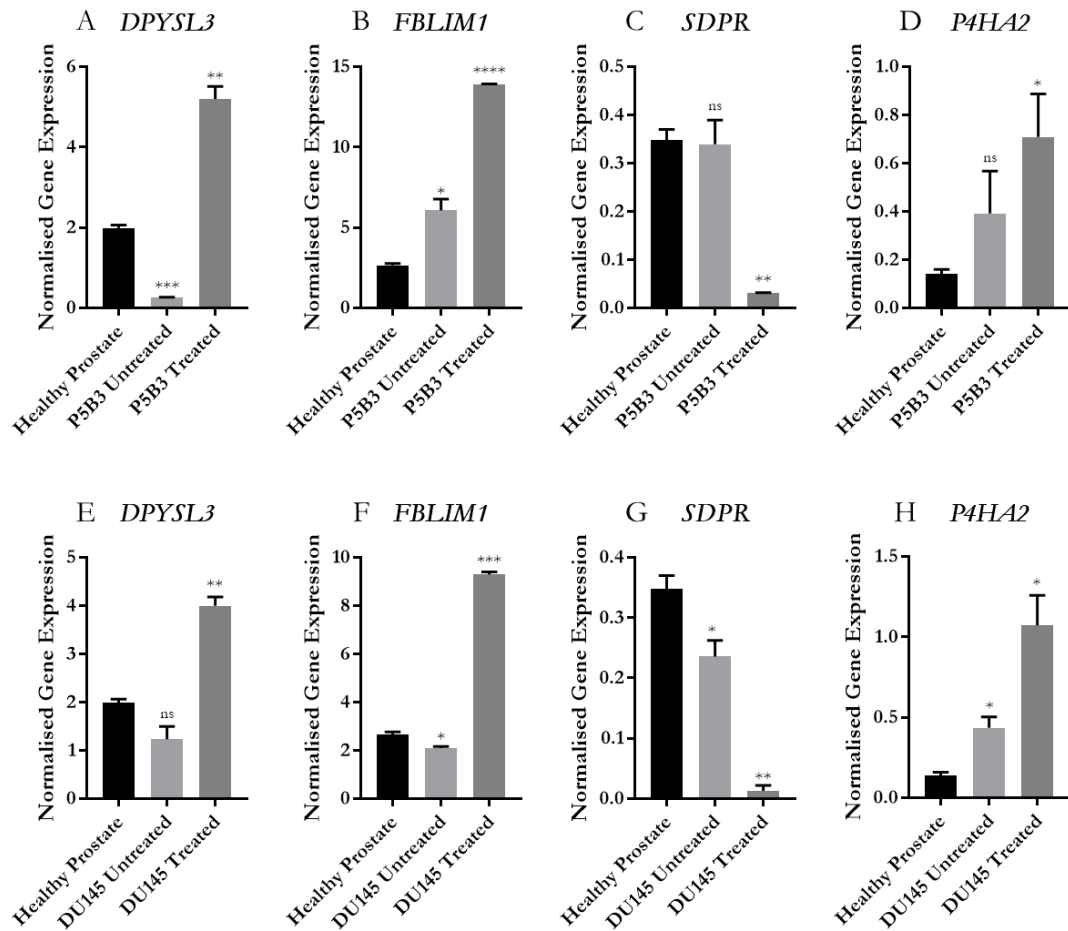 A DPYSL3
B FBLIM1
C SDPR
D P4HA2
Normalised Gene Expression
6
4
2
0
**
***
Healthy Prostate
P5B3 Untreated
P5B3 Treated
Normalised Gene Expression
15
10
5
0
*
****
Healthy Prostate
P5B3 Untreated
P5B3 Treated
Normalised Gene Expression
0.5
0.4
0.3
0.2
0.1
0.0
ns
**
Healthy Prostate
P5B3 Untreated
P5B3 Treated
Normalised Gene Expression
1.0
0.8
0.6
0.4
0.2
0.0
ns
*
Healthy Prostate
P5B3 Untreated
P5B3 Treated
E DPYSL3
F FBLIM1
G SDPR
H P4HA2
Normalised Gene Expression
5
4
3
2
1
0
ns
**
Healthy Prostate
DU145 Untreated
DU145 Treated
Normalised Gene Expression
10
8
6
4
2
0
*
***
Healthy Prostate
DU145 Untreated
DU145 Treated
Normalised Gene Expression
0.4
0.3
0.2
0.1
0.0
*
**
Healthy Prostate
DU145 Untreated
DU145 Treated
Normalised Gene Expression
1.5
1.0
0.5
0.0
*
*
Healthy Prostate
DU145 Untreated
DU145 Treated